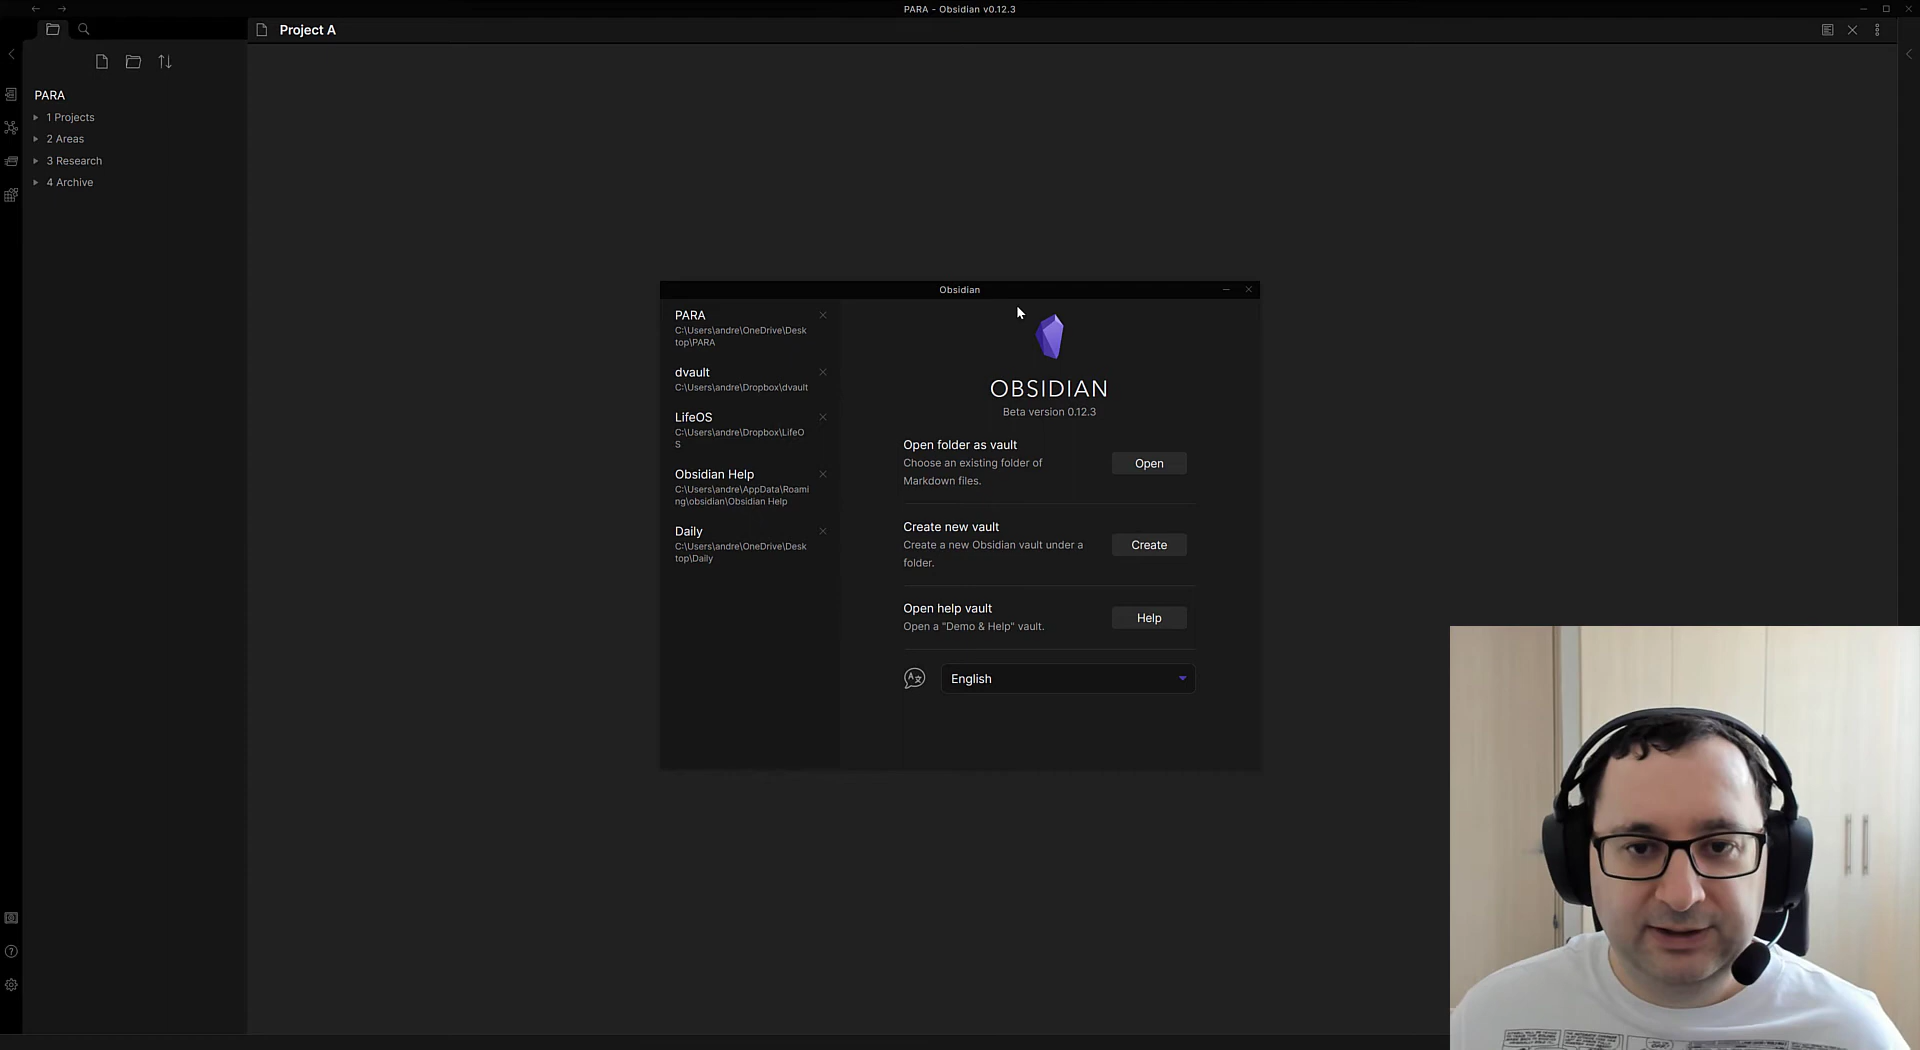 PARA - Obsidian v0.12.3
Project A
PARA
1 Projects
2 Areas
3 Research
4 Archive
Obsidian
PARA
C:\Users\andre\OneDrive\Desk
top\PARA
dvault
C:\Users\andre\Dropbox\dvault
LifeOS
C:\Users\andre\Dropbox\LifeO
S
Obsidian Help
C:\Users\andre\AppData\Roami
ng\obsidian\Obsidian Help
Daily
C:\Users\andre\OneDrive\Desk
top\Daily
OBSIDIAN
Beta version 0.12.3
Open folder as vault
Choose an existing folder of
Markdown files.
Open
Create new vault
Create a new Obsidian vault under a
folder.
Create
Open help vault
Open a "Demo & Help" vault.
Help
English